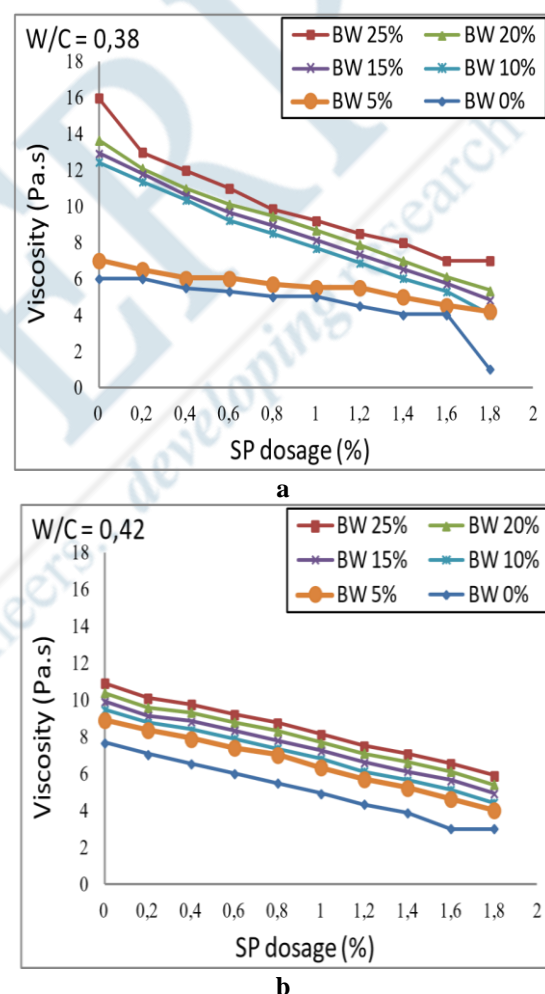 W/C = 0,38
BW 25% BW 20%
BW 15% BW 10%
BW 5% BW 0%
18
16
14
12
10
8
6
4
2
0
Viscosity (Pa.s)
0 0,2 0,4 0,6 0,8 1 1,2 1,4 1,6 1,8 2
SP dosage (%)
a
developing research
W/C = 0,42
BW 25% BW 20%
BW 15% BW 10%
BW 5% BW 0%
18
16
14
12
10
8
6
4
2
0
Viscosity (Pa.s)
0 0,2 0,4 0,6 0,8 1 1,2 1,4 1,6 1,8 2
SP dosage (%)
b